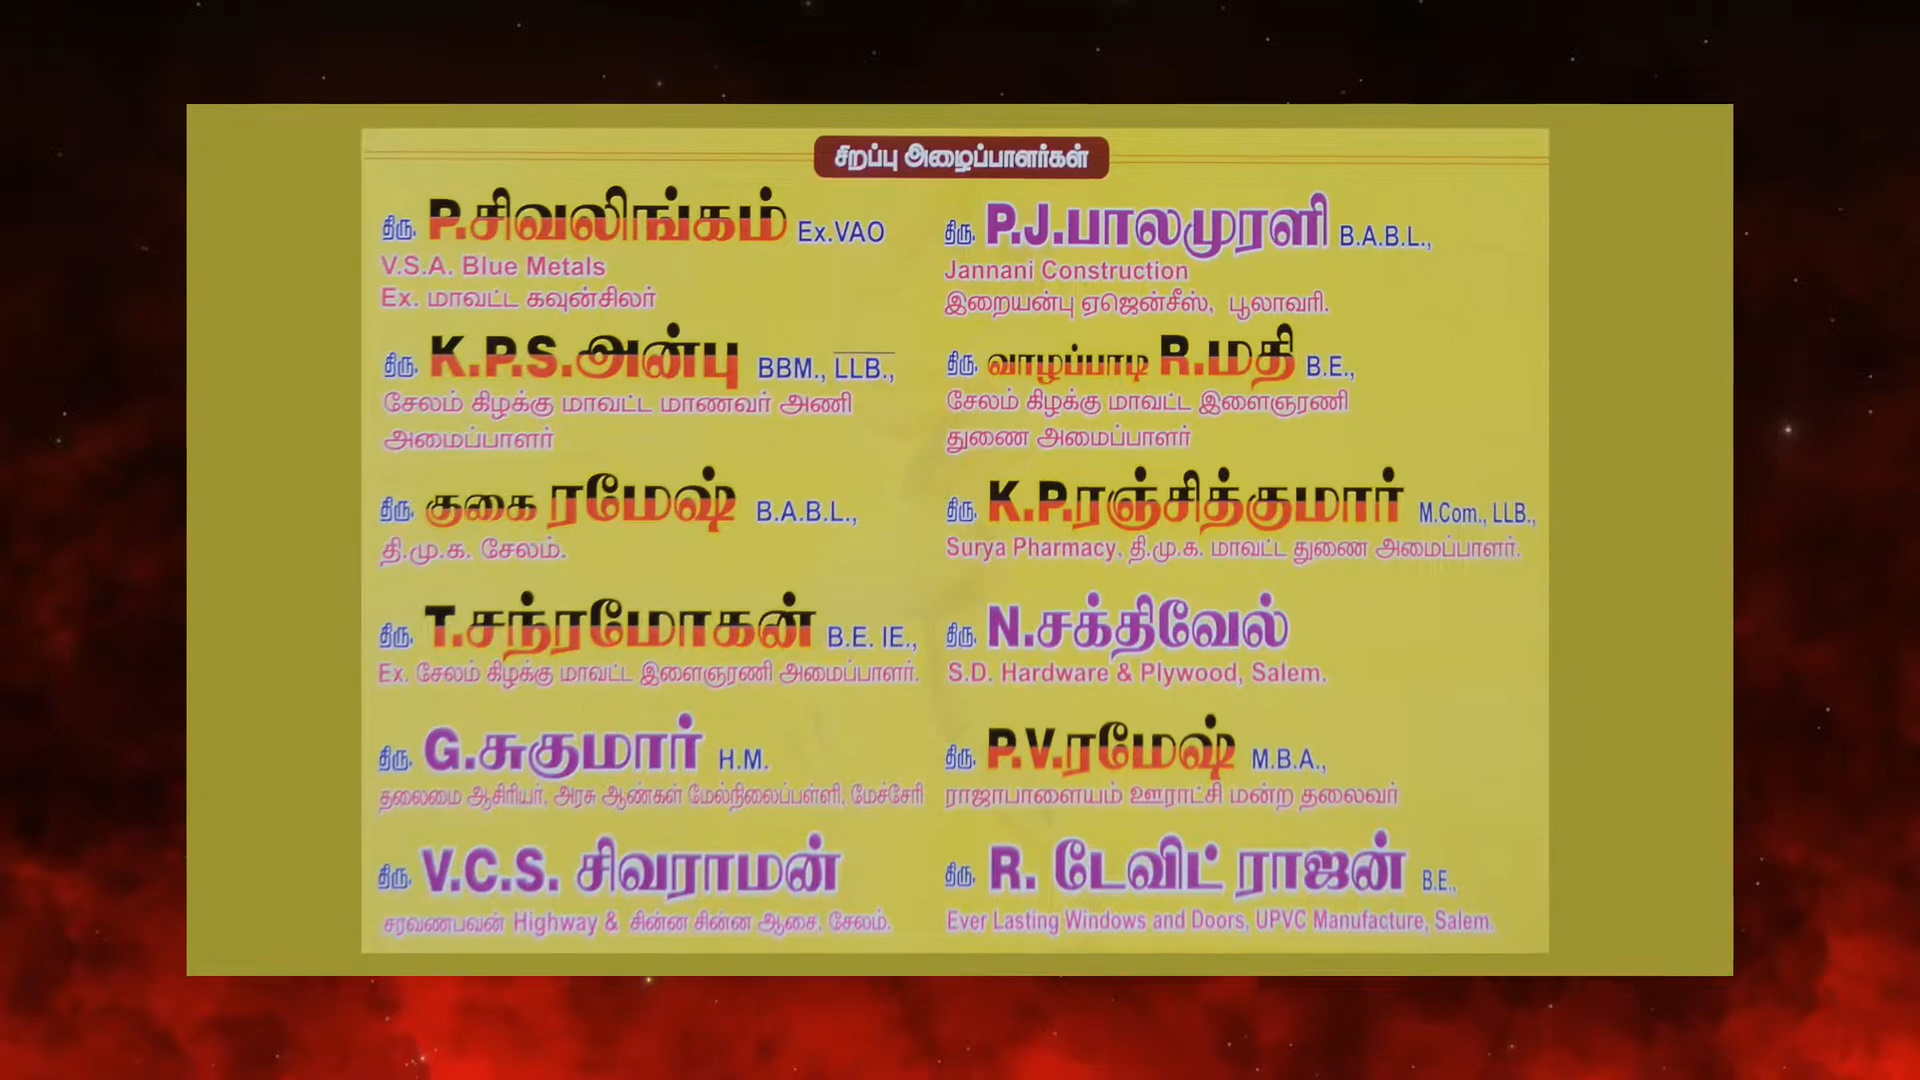 சிறப்பு அழைப்பாளர்கள்
திரு. P.சிவலிங்கம் Ex.VAO
V.S.A. Blue Metals
Ex. மாவட்ட கவுன்சிலர்
திரு. P.J.பாலமுரளி B.A.B.L.,
Jannani Construction
இறையன்பு ஏஜென்சீஸ், பூலாவரி.
திரு. K.P.S.அன்பு BBM., LLB.,
சேலம் கிழக்கு மாவட்ட மாணவர் அணி
அமைப்பாளர்
திரு. வாழப்பாடி R.மதி B.E.,
சேலம் கிழக்கு மாவட்ட இளைஞரணி
துணை அமைப்பாளர்
திரு. குகை ரமேஷ் B.A.B.L.,
தி.மு.க. சேலம்.
திரு. K.P.ரஞ்சித்குமார் M.Com., LLB.,
Surya Pharmacy, தி.மு.க. மாவட்ட துணை அமைப்பாளர்.
திரு. T.சந்ரமோகன் B.E. IE.,
Ex. சேலம் கிழக்கு மாவட்ட இளைஞரணி அமைப்பாளர்.
திரு. N.சக்திவேல்
S.D. Hardware & Plywood, Salem.
திரு. G.சுகுமார் H.M.
தலைமை ஆசிரியர், அரசு ஆண்கள் மேல்நிலைப்பள்ளி, மேச்சேரி
திரு. P.V.ரமேஷ் M.B.A.,
ராஜாபாளையம் ஊராட்சி மன்ற தலைவர்
திரு. V.C.S. சிவராமன்
சரவணபவன் Highway & சின்ன சின்ன ஆசை, சேலம்.
திரு. R. டேவிட் ராஜன் B.E.,
Ever Lasting Windows and Doors, UPVC Manufacture, Salem.